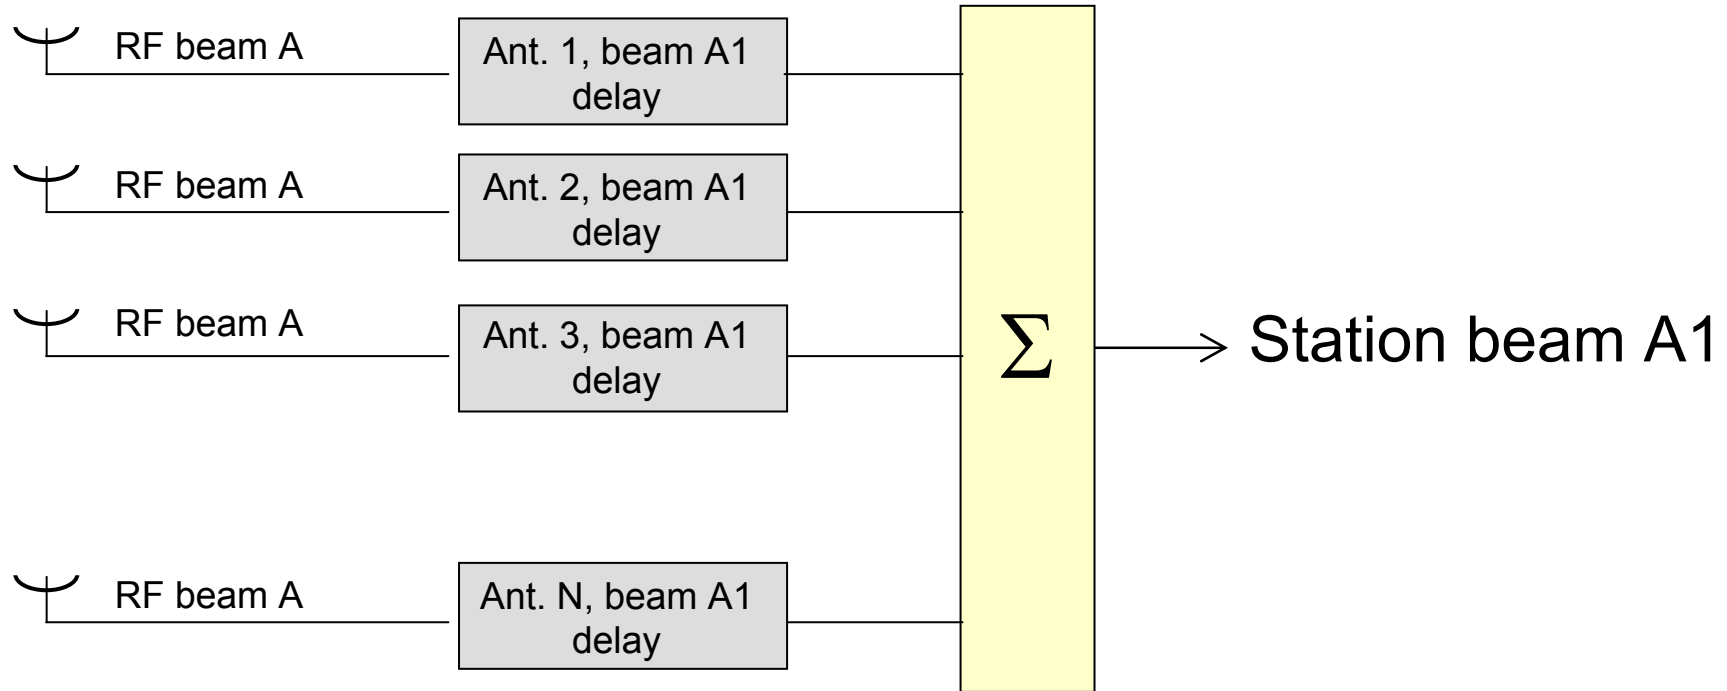 RF beam A
Ant. 1, beam A1
delay
RF beam A
Ant. 2, beam A1
delay
RF beam A
Ant. 3, beam A1
delay
RF beam A
Ant. N, beam A1
delay
Σ
Station beam A1